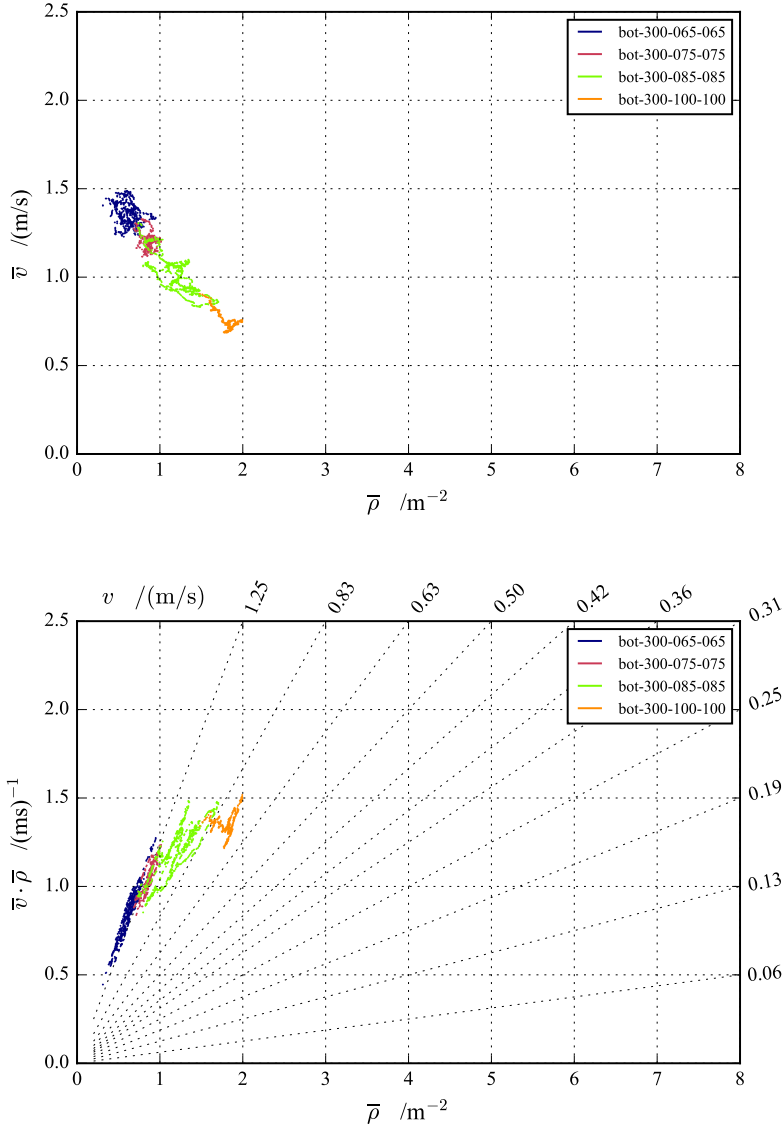 2.5
2.0
1.5
1.0
0.5
0.0
v̅ /(m/s)
bot-300-065-065
bot-300-075-075
bot-300-085-085
bot-300-100-100
0 1 2 3 4 5 6 7 8
ρ̅ /m⁻²
v /(m/s) 1.25 0.83 0.63 0.50 0.42 0.36 0.31
2.5
2.0
1.5
1.0
0.5
0.0
v̅ · ρ̅ /(ms)⁻¹
bot-300-065-065
bot-300-075-075
bot-300-085-085
bot-300-100-100
0.25
0.19
0.13
0.06
0 1 2 3 4 5 6 7 8
ρ̅ /m⁻²